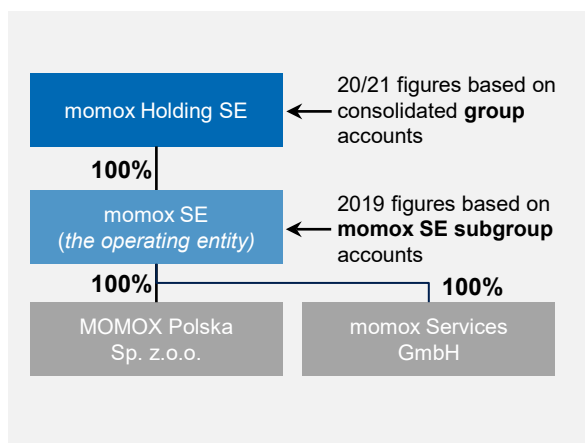 momox Holding SE
20/21 figures based on
consolidated group
accounts
100%
momox SE
(the operating entity)
2019 figures based on
momox SE subgroup
accounts
100%
100%
MOMOX Polska
Sp. z.o.o.
momox Services
GmbH